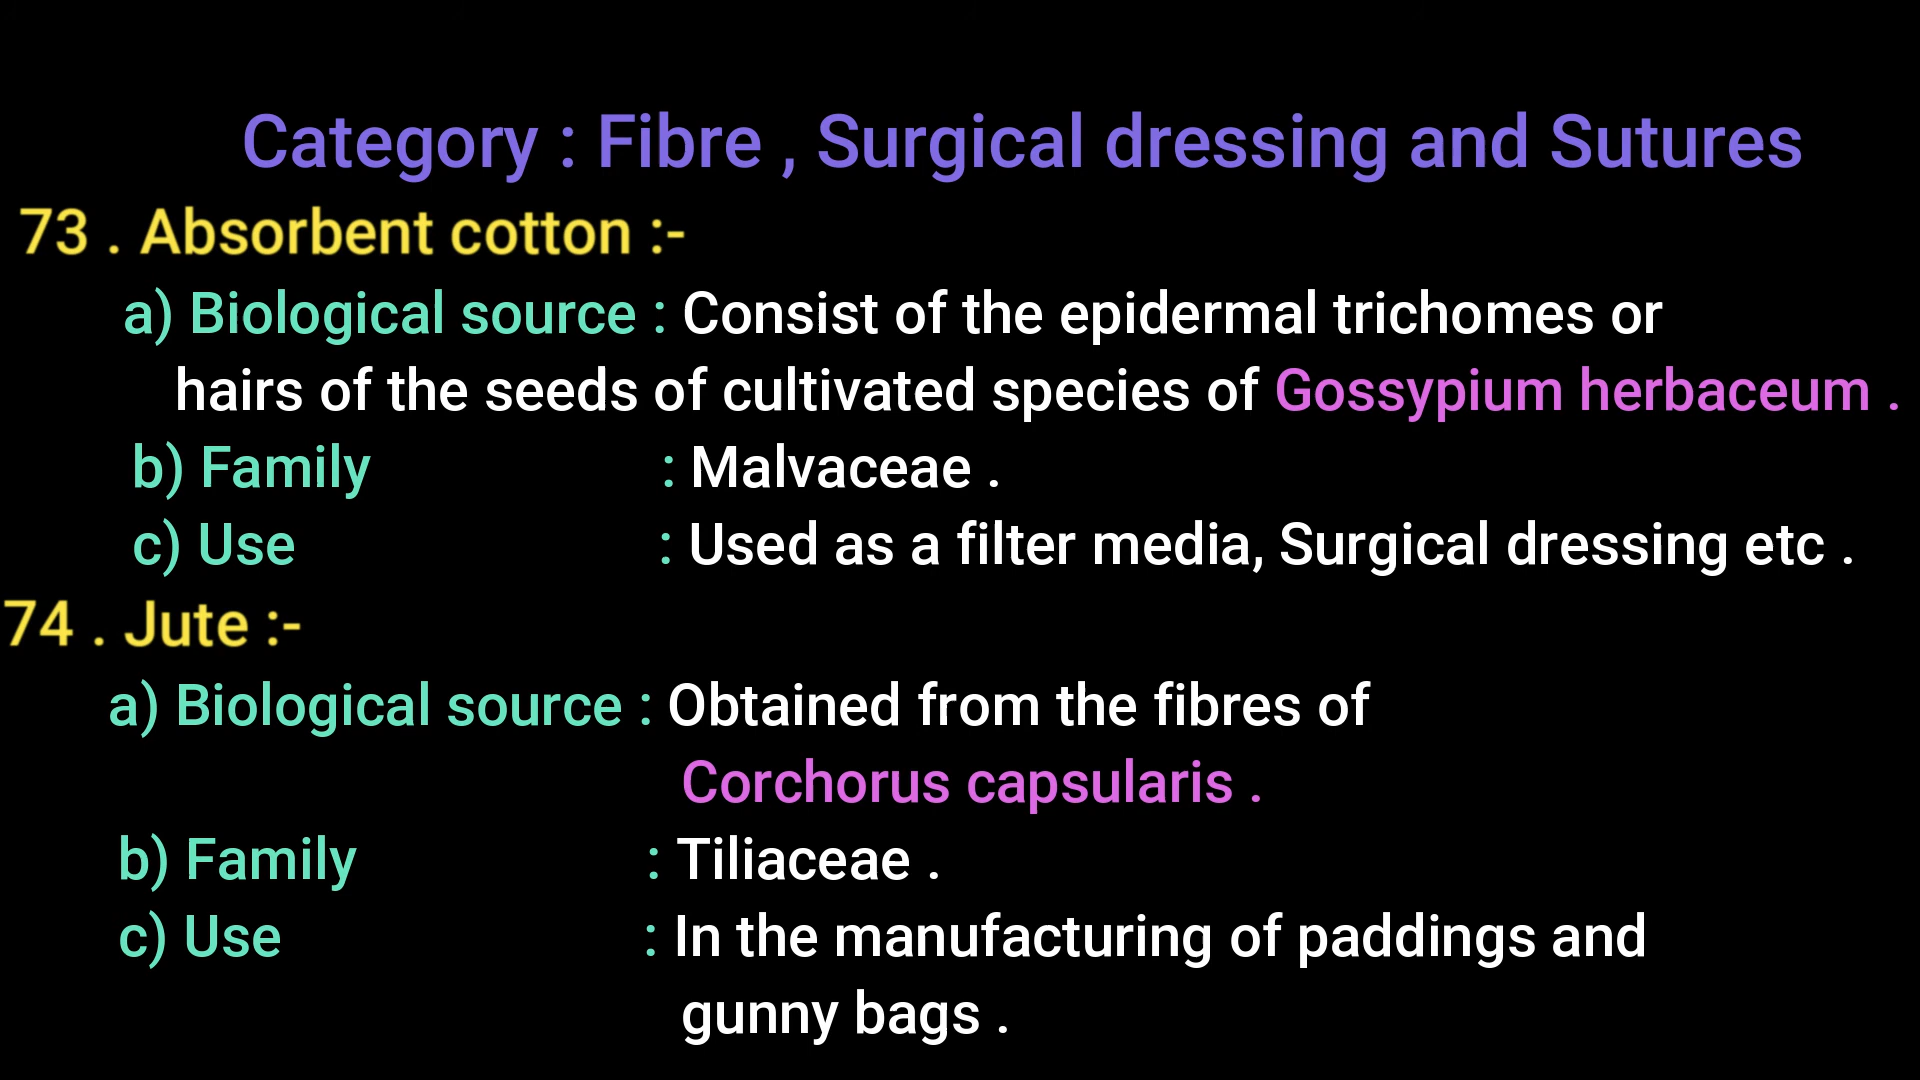 Category : Fibre , Surgical dressing and Sutures
73 . Absorbent cotton :-
a) Biological source : Consist of the epidermal trichomes or
hairs of the seeds of cultivated species of Gossypium herbaceum .
b) Family : Malvaceae .
c) Use : Used as a filter media, Surgical dressing etc .
74 . Jute :-
a) Biological source : Obtained from the fibres of
Corchorus capsularis .
b) Family : Tiliaceae .
c) Use : In the manufacturing of paddings and
gunny bags .